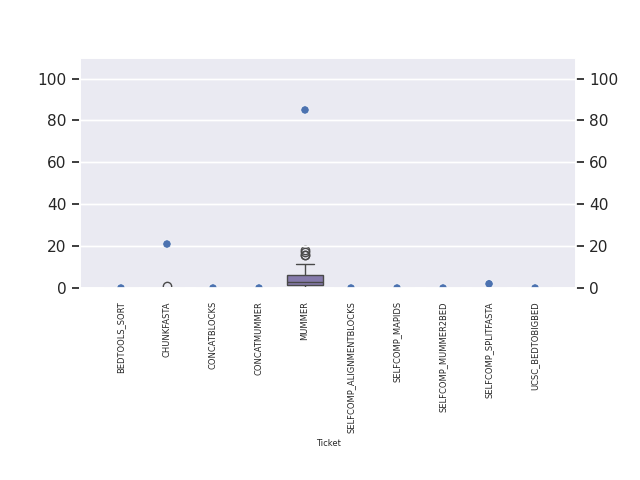 100 100
80 80
60 60
40 40
20 20
0 0
BEDTOOLS_SORT
CHUNKFASTA
CONCATBLOCKS
CONCATMUMMER
MUMMER
SELFCOMP_ALIGNMENTBLOCKS
SELFCOMP_MAPIDS
SELFCOMP_MUMMER2BED
SELFCOMP_SPLITFASTA
UCSC_BEDTOBIGBED
Ticket